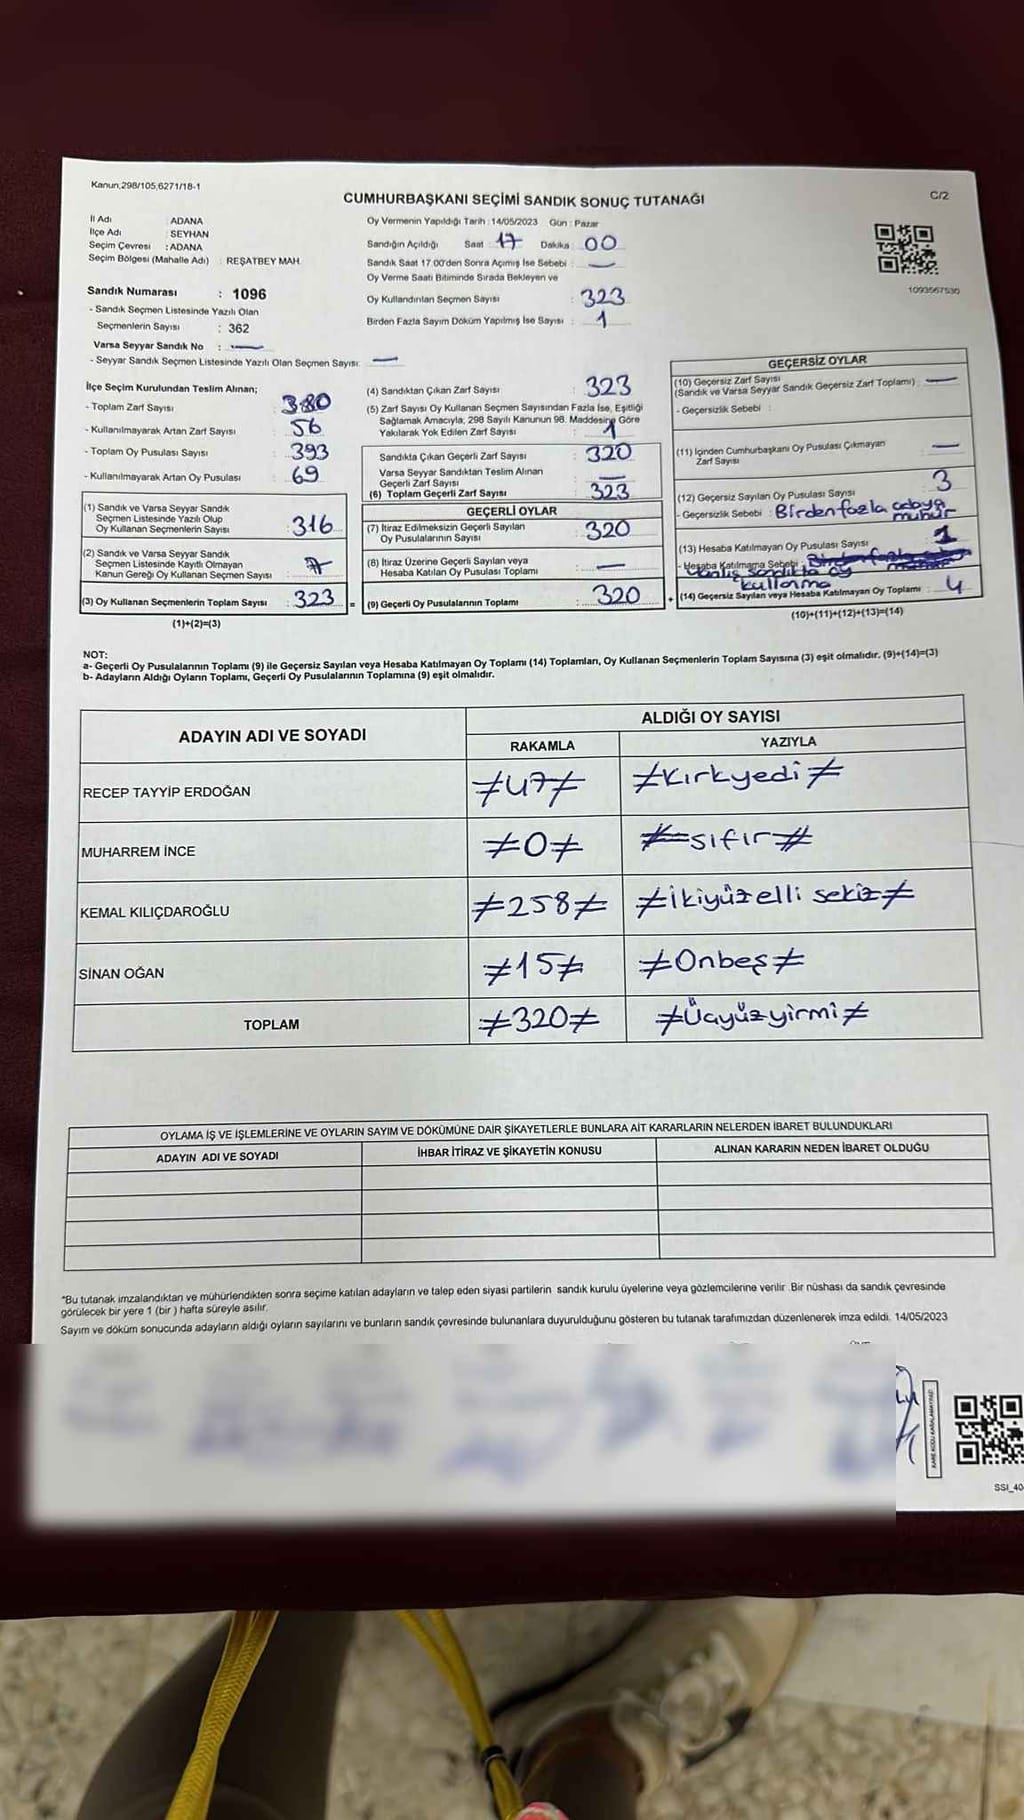 Kanun,298/105,6271/18-1
C/2
CUMHURBAŞKANI SEÇİMİ SANDIK SONUÇ TUTANAĞI
İl Adı : ADANA
İlçe Adı : SEYHAN
Seçim Çevresi : ADANA
Seçim Bölgesi (Mahalle Adı) : REŞATBEY MAH.
Sandık Numarası : 1096
- Sandık Seçmen Listesinde Yazılı Olan
Seçmenlerin Sayısı : 362
Varsa Seyyar Sandık No : —
- Seyyar Sandık Seçmen Listesinde Yazılı Olan Seçmen Sayısı: —
Oy Vermenin Yapıldığı Tarih : 14/05/2023 Gün : Pazar
Sandığın Açıldığı Saat : 17 Dakika : 00
Sandık Saat 17.00'den Sonra Açımış İse Sebebi : —
Oy Verme Saati Bitiminde Sırada Bekleyen ve
Oy Kullandırılan Seçmen Sayısı : 323
Birden Fazla Sayım Döküm Yapılmış İse Sayısı : 1
1093567530
İlçe Seçim Kurulundan Teslim Alınan;
- Toplam Zarf Sayısı : 380
- Kullanılmayarak Artan Zarf Sayısı : 56
- Toplam Oy Pusulası Sayısı : 393
- Kullanılmayarak Artan Oy Pusulası : 69
(1) Sandık ve Varsa Seyyar Sandık
Seçmen Listesinde Yazılı Olup
Oy Kullanan Seçmenlerin Sayısı : 316
(2) Sandık ve Varsa Seyyar Sandık
Seçmen Listesinde Kayıtlı Olmayan
Kanun Gereği Oy Kullanan Seçmen Sayısı : 7
(3) Oy Kullanan Seçmenlerin Toplam Sayısı : 323 =
(1)+(2)=(3)
(4) Sandıktan Çıkan Zarf Sayısı : 323
(5) Zarf Sayısı Oy Kullanan Seçmen Sayısından Fazla İse, Eşitliği
Sağlamak Amacıyla, 298 Sayılı Kanunun 98. Maddesine Göre
Yakılarak Yok Edilen Zarf Sayısı : 1
Sandıkta Çıkan Geçerli Zarf Sayısı : 320
Varsa Seyyar Sandıktan Teslim Alınan
Geçerli Zarf Sayısı : —
(6) Toplam Geçerli Zarf Sayısı : 323
GEÇERLİ OYLAR
(7) İtiraz Edilmeksizin Geçerli Sayılan
Oy Pusulalarının Sayısı : 320
(8) İtiraz Üzerine Geçerli Sayılan veya
Hesaba Katılan Oy Pusulası Toplamı : —
(9) Geçerli Oy Pusulalarının Toplamı : 320 +
GEÇERSİZ OYLAR
(10) Geçersiz Zarf Sayısı
(Sandık ve Varsa Seyyar Sandık Geçersiz Zarf Toplamı) : —
- Geçersizlik Sebebi :
(11) İçinden Cumhurbaşkanı Oy Pusulası Çıkmayan
Zarf Sayısı : —
(12) Geçersiz Sayılan Oy Pusulası Sayısı : 3
- Geçersizlik Sebebi : Birden fazla adaya
mühür
(13) Hesaba Katılmayan Oy Pusulası Sayısı : 1
- Hesaba Katılmama Sebebi :
Yanlış sandıkta oy
kullanma
(14) Geçersiz Sayılan veya Hesaba Katılmayan Oy Toplamı : 4
(10)+(11)+(12)+(13)=(14)
NOT:
a- Geçerli Oy Pusulalarının Toplamı (9) ile Geçersiz Sayılan veya Hesaba Katılmayan Oy Toplamı (14) Toplamları, Oy Kullanan Seçmenlerin Toplam Sayısına (3) eşit olmalıdır. (9)+(14)=(3)
b- Adayların Aldığı Oyların Toplamı, Geçerli Oy Pusulalarının Toplamına (9) eşit olmalıdır.
ADAYIN ADI VE SOYADI
ALDIĞI OY SAYISI
RAKAMLA YAZIYLA
RECEP TAYYİP ERDOĞAN ≠47≠ ≠Kırkyedi≠
MUHARREM İNCE ≠0≠ ≠sıfır≠
KEMAL KILIÇDAROĞLU ≠258≠ ≠İkiyüzelli sekiz≠
SİNAN OĞAN ≠15≠ ≠Onbeş≠
TOPLAM ≠320≠ ≠Üçyüzyirmi≠
OYLAMA İŞ VE İŞLEMLERİNE VE OYLARIN SAYIM VE DÖKÜMÜNE DAİR ŞİKAYETLERLE BUNLARA AİT KARARLARIN NELERDEN İBARET BULUNDUKLARI
ADAYIN ADI VE SOYADI İHBAR İTİRAZ VE ŞİKAYETİN KONUSU ALINAN KARARIN NEDEN İBARET OLDUĞU
*Bu tutanak imzalandıktan ve mühürlendikten sonra seçime katılan adayların ve talep eden siyasi partilerin sandık kurulu üyelerine veya gözlemcilerine verilir. Bir nüshası da sandık çevresinde
görülecek bir yere 1 (bir ) hafta süreyle asılır.
Sayım ve döküm sonucunda adayların aldığı oyların sayılarını ve bunların sandık çevresinde bulunanlara duyurulduğunu gösteren bu tutanak tarafımızdan düzenlenerek imza edildi. 14/05/2023
KARE KODU KARALAMAYINIZ!
SSI_40